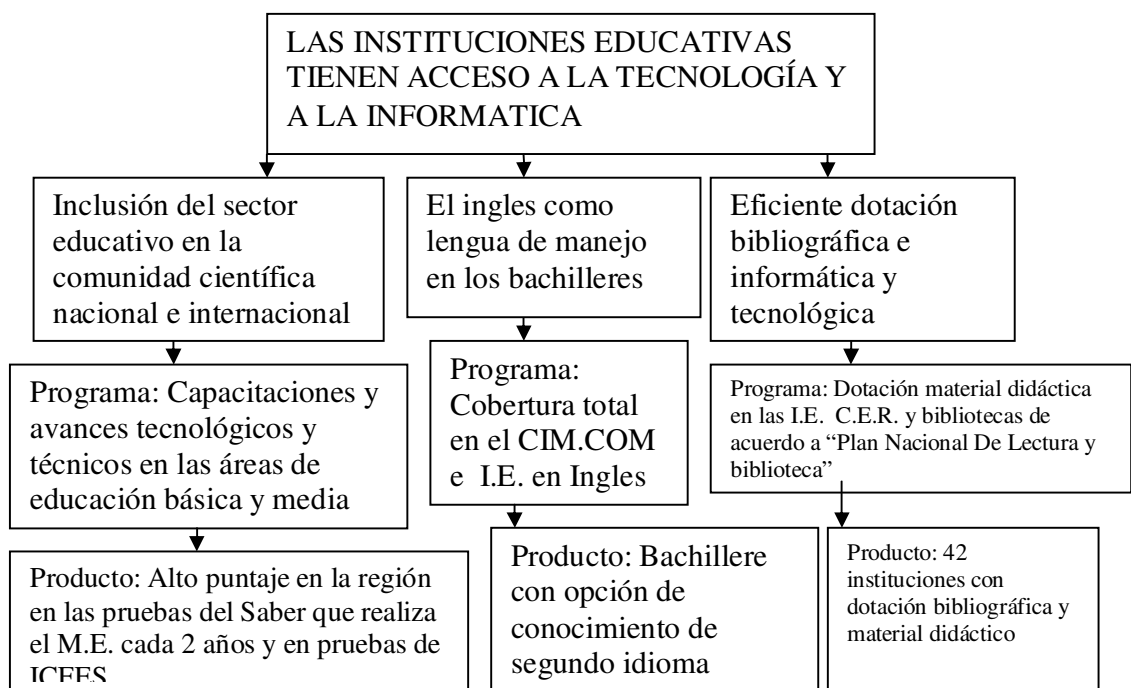 LAS INSTITUCIONES EDUCATIVAS
TIENEN ACCESO A LA TECNOLOGÍA Y
A LA INFORMATICA
Inclusión del sector
educativo en la
comunidad científica
nacional e internacional
El ingles como
lengua de manejo
en los bachilleres
Eficiente dotación
bibliográfica e
informática y
tecnológica
Programa: Capacitaciones y
avances tecnológicos y
técnicos en las áreas de
educación básica y media
Programa:
Cobertura total
en el CIM.COM
e I.E. en Ingles
Programa: Dotación material didáctica
en las I.E. C.E.R. y bibliotecas de
acuerdo a “Plan Nacional De Lectura y
biblioteca”
Producto: Alto puntaje en la región
en las pruebas del Saber que realiza
el M.E. cada 2 años y en pruebas de
ICFES
Producto: Bachillere
con opción de
conocimiento de
segundo idioma
Producto: 42
instituciones con
dotación bibliográfica y
material didáctico